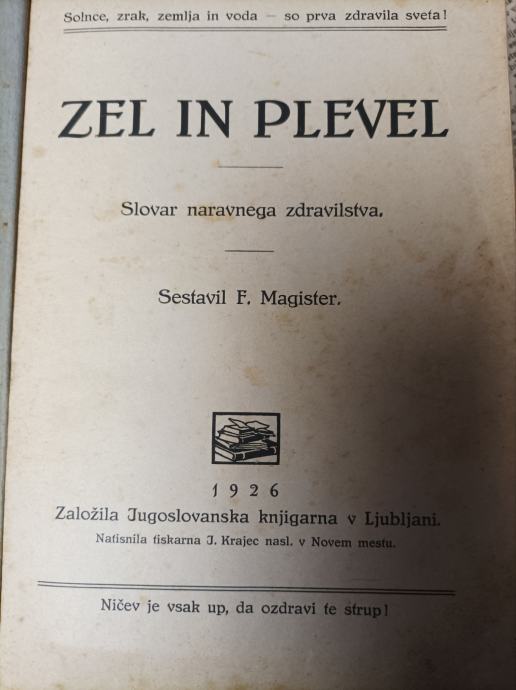 Solnce, zrak, zemlja in voda — so prva zdravila sveta!
ZEL IN PLEVEL
Slovar naravnega zdravilstva.
Sestavil F. Magister.
1926
Založila Jugoslovanska knjigarna v Ljubljani.
Natisnila tiskarna J. Krajec nasl. v Novem mestu.
Ničev je vsak up, da ozdravi te strup!